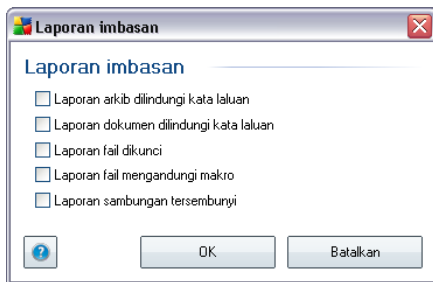 Laporan imbasan
Laporan imbasan
Laporan arkib dilindungi kata laluan
Laporan dokumen dilindungi kata laluan
Laporan fail dikunci
Laporan fail mengandungi makro
Laporan sambungan tersembunyi
? OK Batalkan